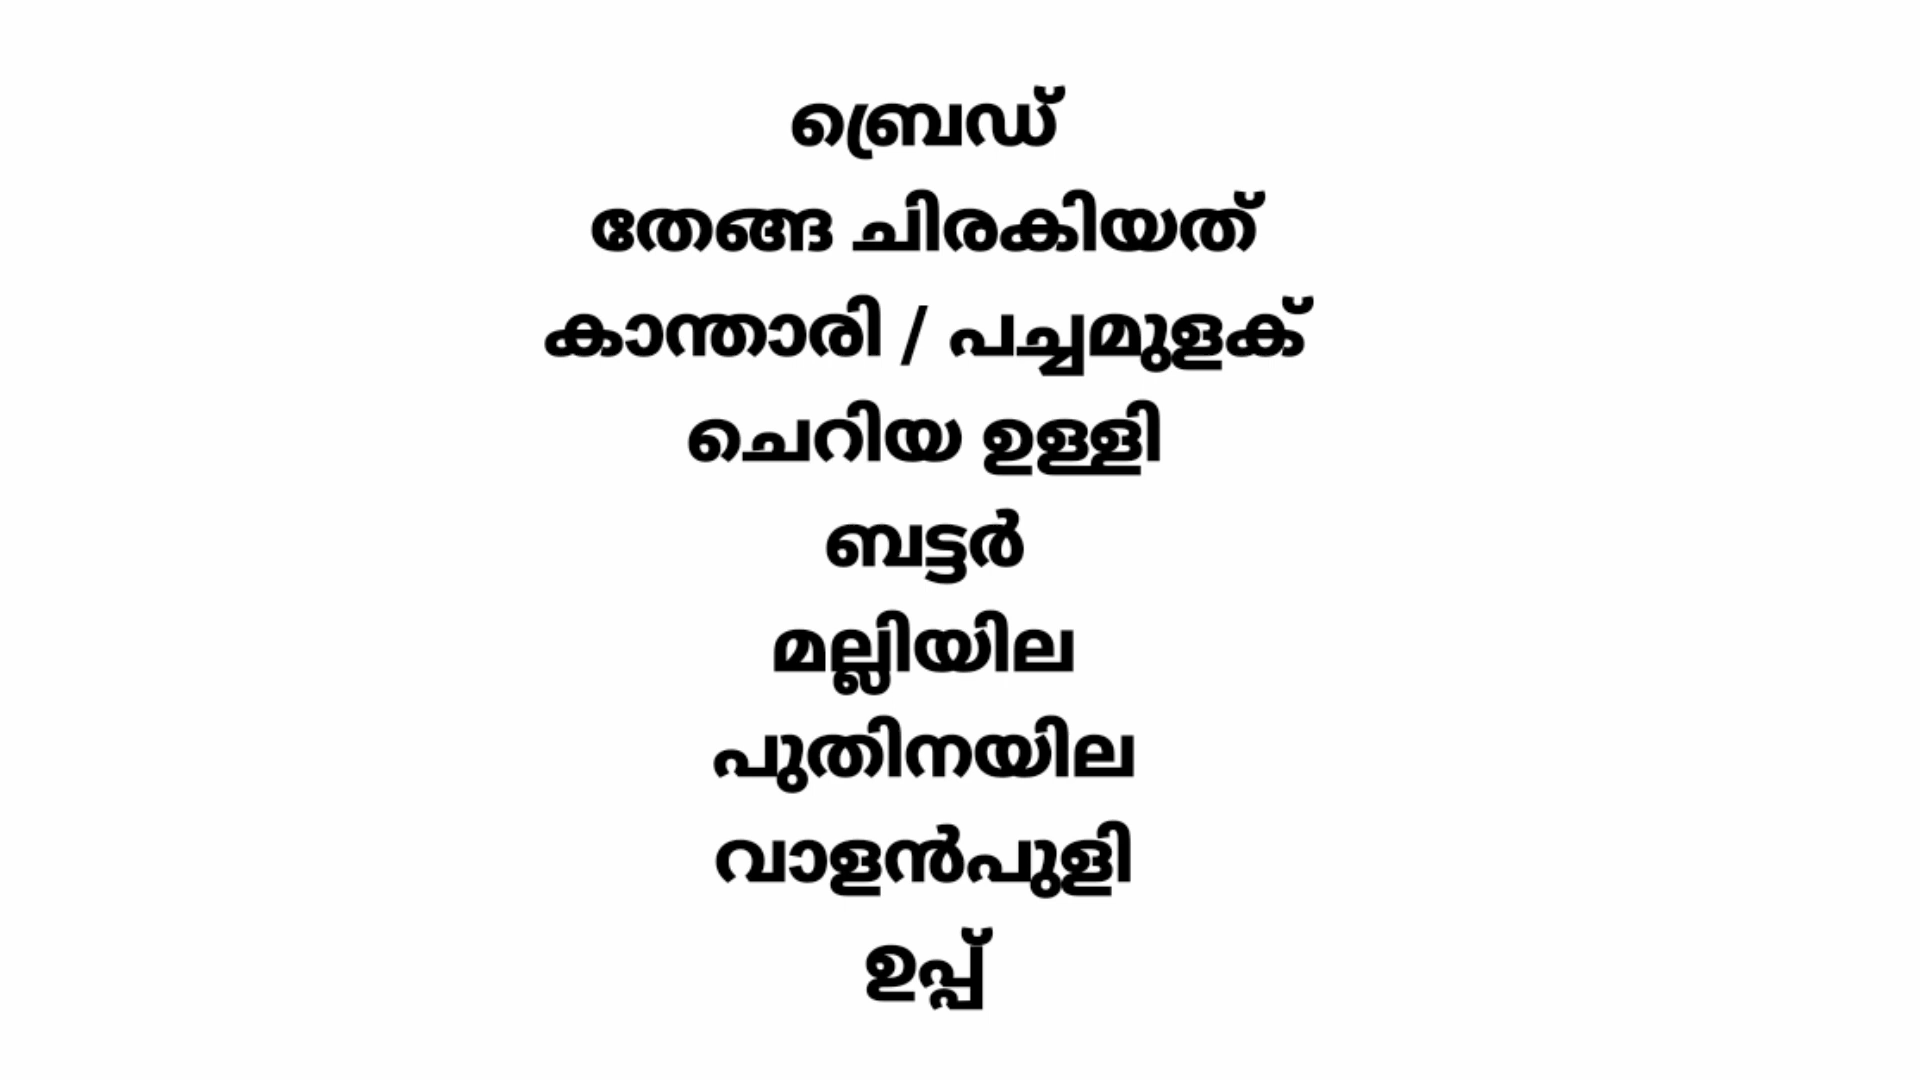 ബ്രെഡ്
തേങ്ങ ചിരകിയത്
കാന്താരി / പച്ചമുളക്
ചെറിയ ഉള്ളി
ബട്ടർ
മല്ലിയില
പുതിനയില
വാളൻപുളി
ഉപ്പ്